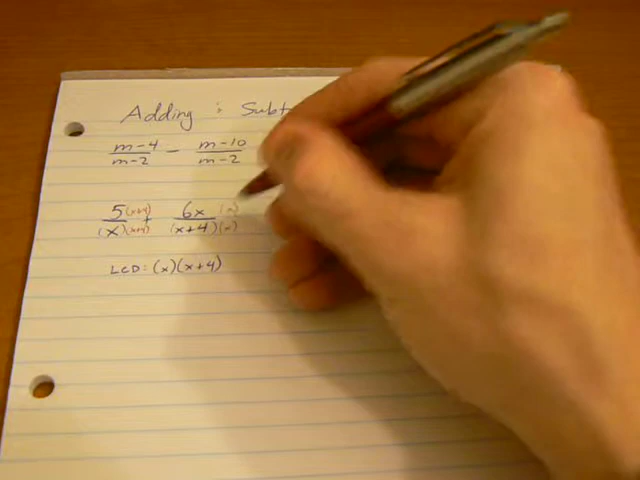 Adding & Subt
m-4/m-2 - m-10/m-2
5(x+4)/(x)(x+4) + 6x(x)/(x+4)(x)
LCD: (x)(x+4)